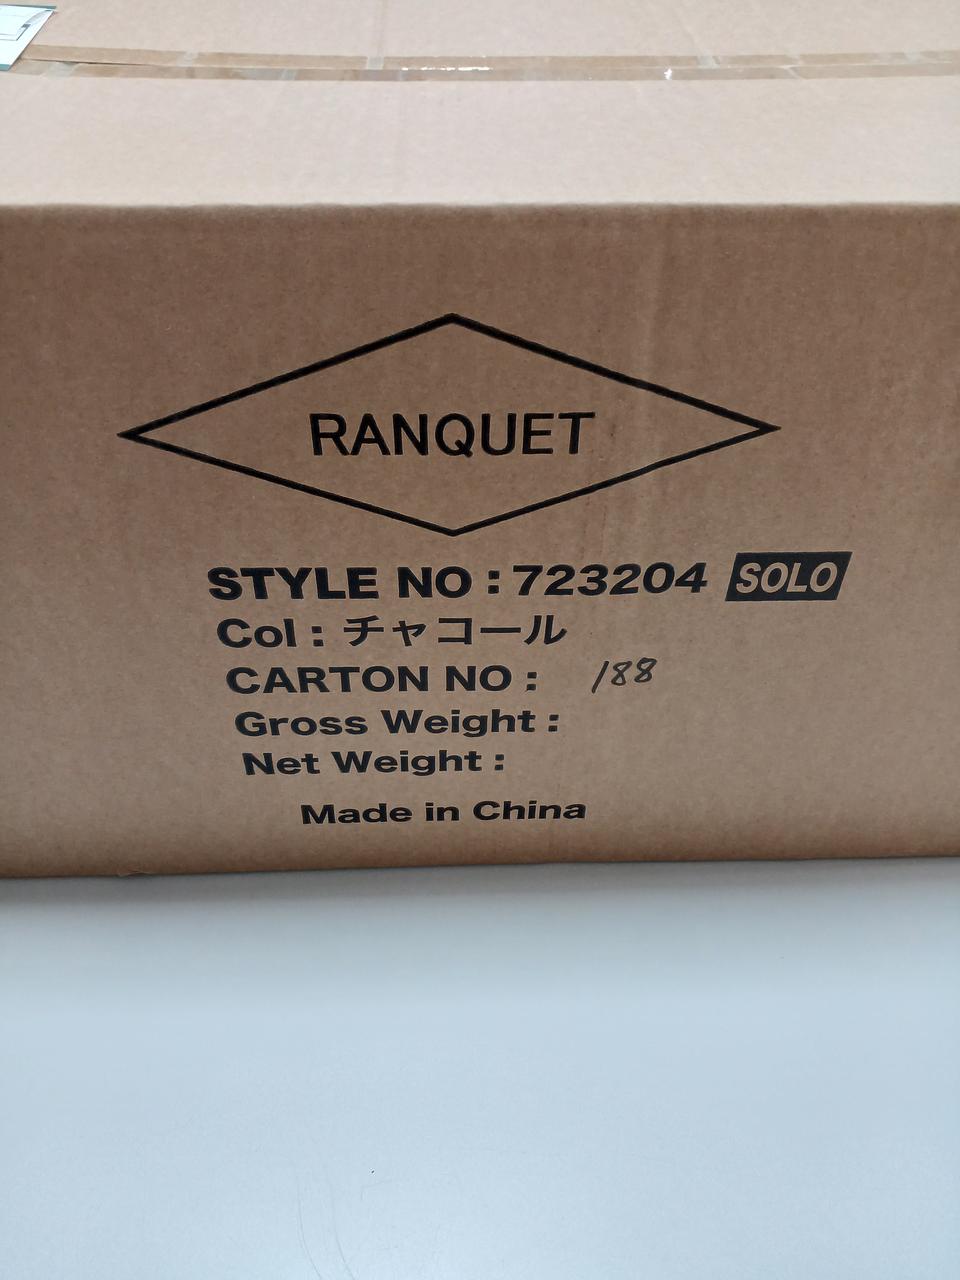 RANQUET
STYLE NO : 723204 SOLO
Col : チャコール
CARTON NO : 188
Gross Weight :
Net Weight :
Made in China